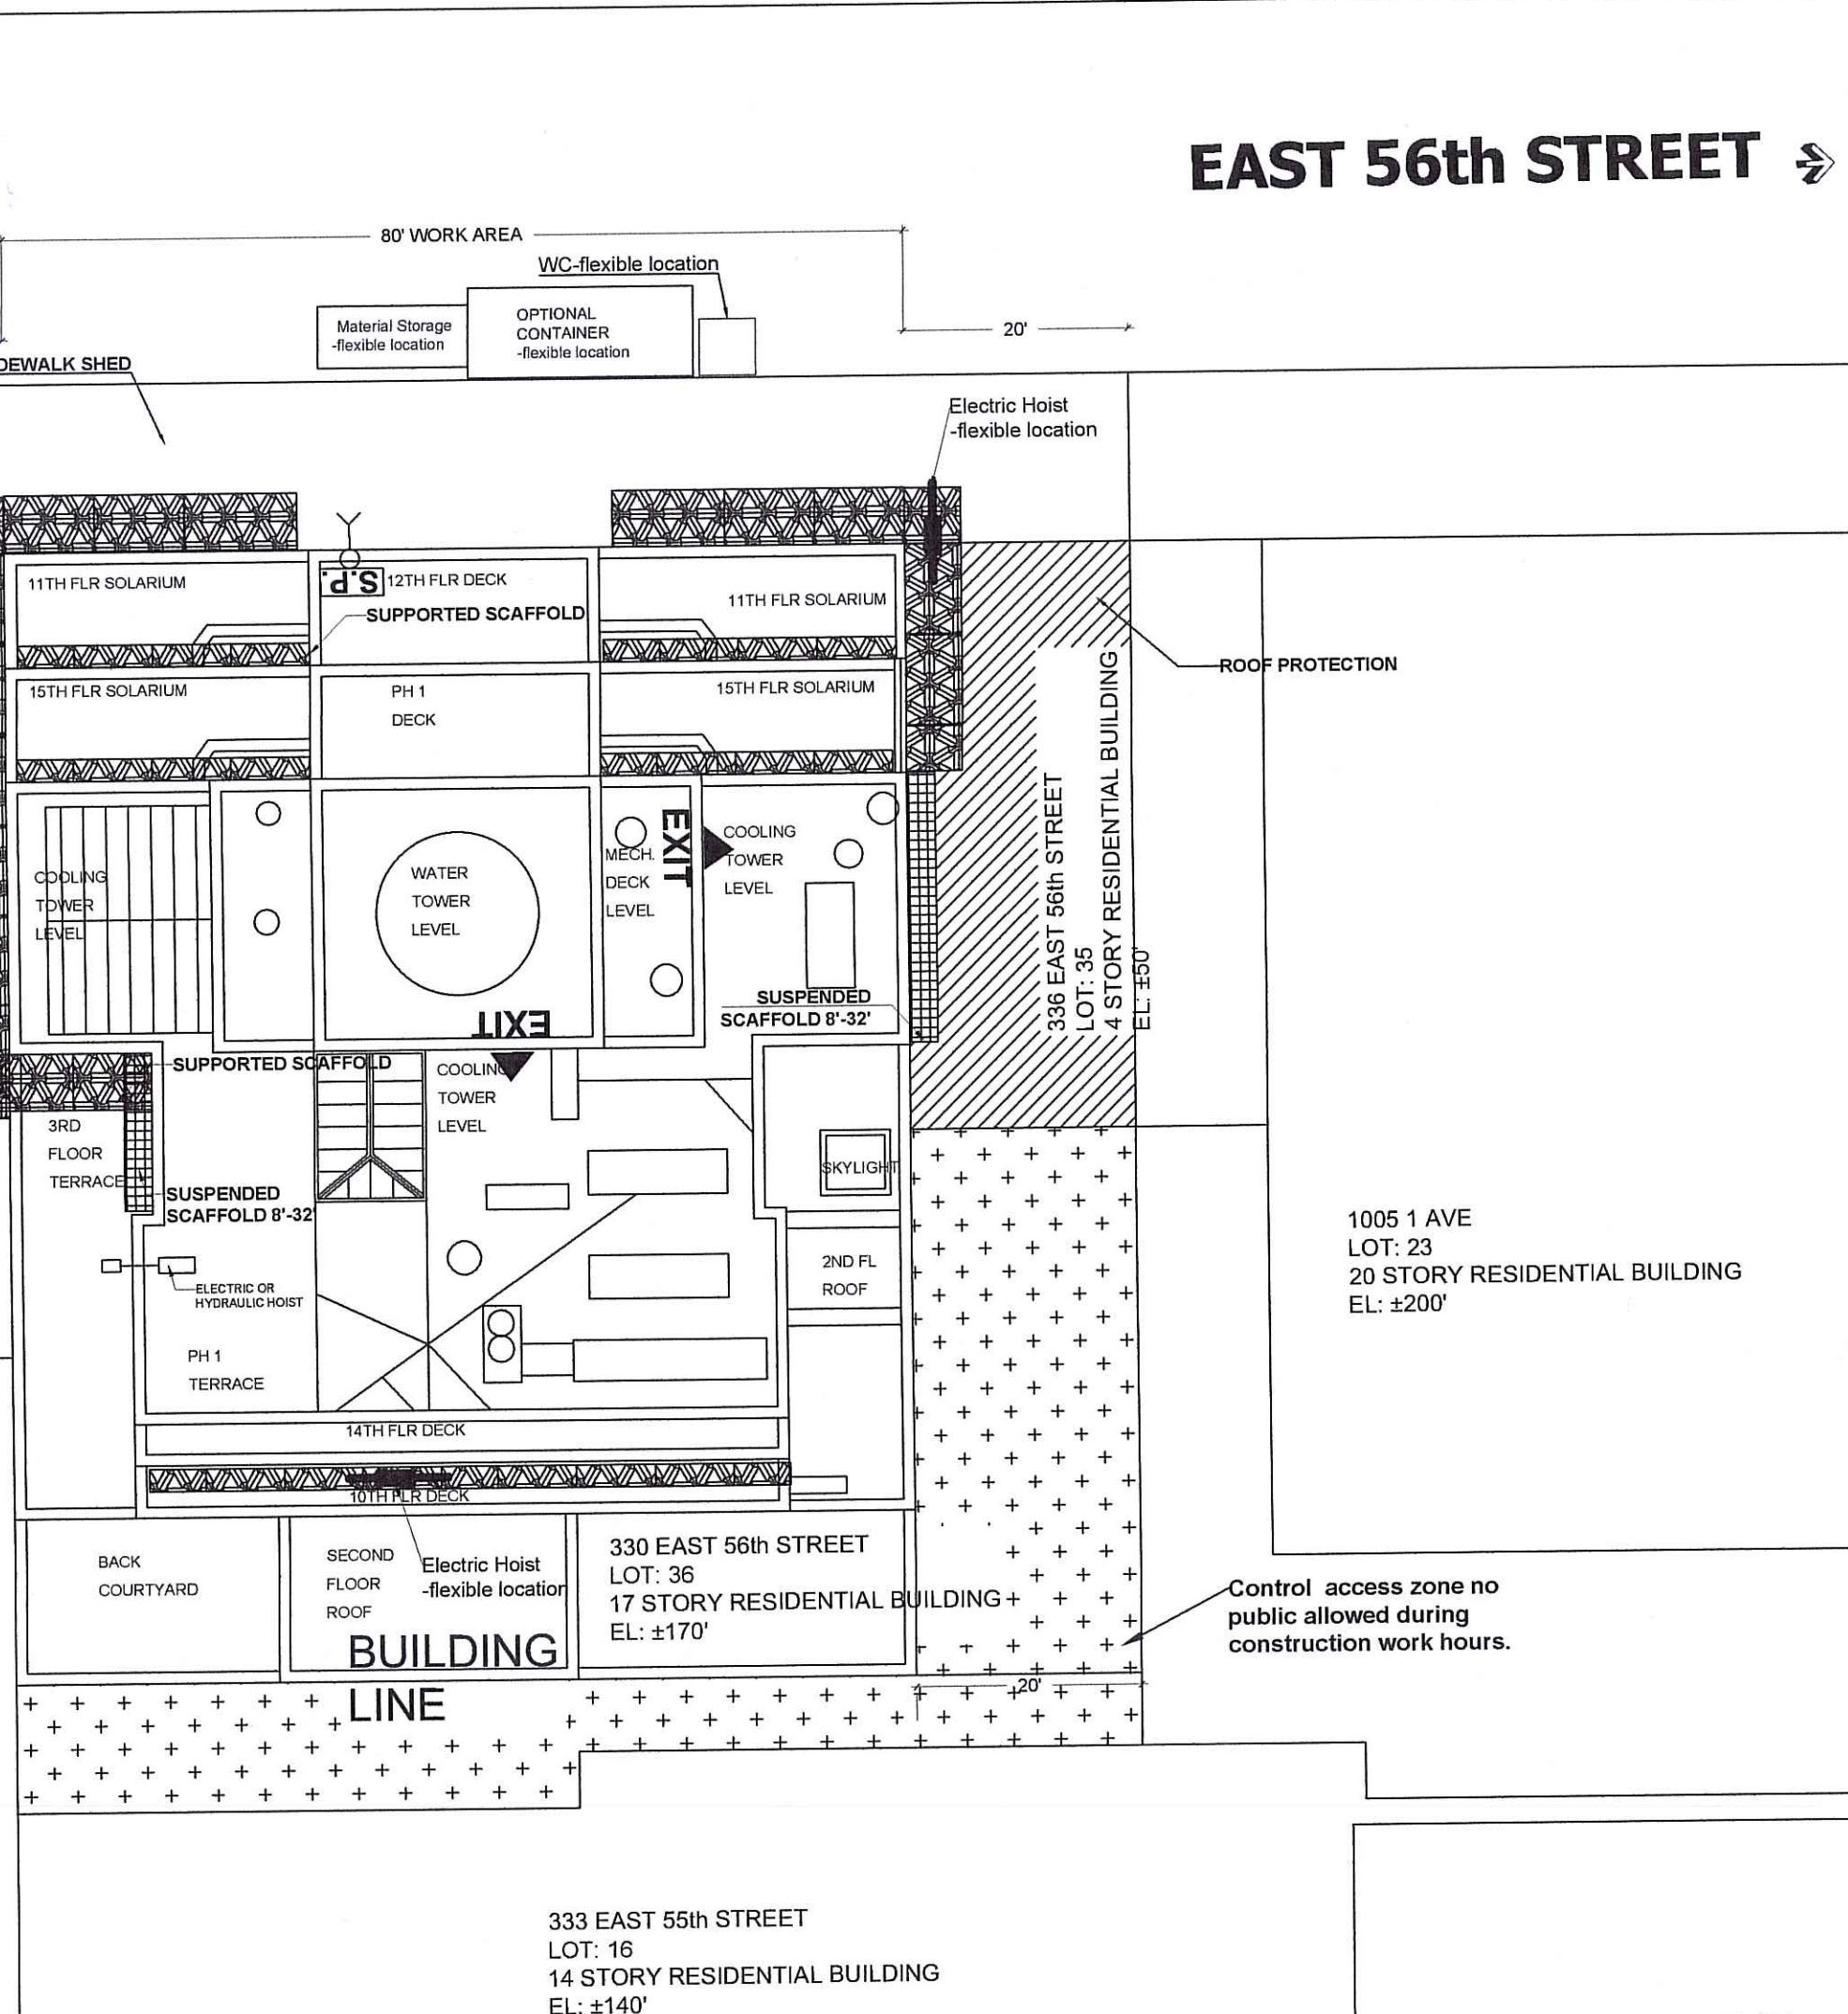 EAST 56th STREET
80' WORK AREA
WC-flexible location
Material Storage
-flexible location
OPTIONAL
CONTAINER
-flexible location
20'
DEWALK SHED
Electric Hoist
-flexible location
11TH FLR SOLARIUM
S.P.
12TH FLR DECK
SUPPORTED SCAFFOLD
11TH FLR SOLARIUM
ROOF PROTECTION
15TH FLR SOLARIUM
PH 1
DECK
15TH FLR SOLARIUM
COOLING
TOWER
LEVEL
WATER
TOWER
LEVEL
MECH.
DECK
LEVEL
EXIT
COOLING
TOWER
LEVEL
336 EAST 56th STREET
LOT: 35
4 STORY RESIDENTIAL BUILDING
EL: ±50'
SUSPENDED
SCAFFOLD 8'-32'
EXIT
SUPPORTED SCAFFOLD
COOLING
TOWER
LEVEL
3RD
FLOOR
TERRACE
SKYLIGHT
SUSPENDED
SCAFFOLD 8'-32'
ELECTRIC OR
HYDRAULIC HOIST
2ND FL
ROOF
1005 1 AVE
LOT: 23
20 STORY RESIDENTIAL BUILDING
EL: ±200'
PH 1
TERRACE
14TH FLR DECK
10TH FLR DECK
BACK
COURTYARD
SECOND
FLOOR
ROOF
Electric Hoist
-flexible location
330 EAST 56th STREET
LOT: 36
17 STORY RESIDENTIAL BUILDING
EL: ±170'
Control access zone no
public allowed during
construction work hours.
BUILDING
LINE
20'
333 EAST 55th STREET
LOT: 16
14 STORY RESIDENTIAL BUILDING
EL: ±140'